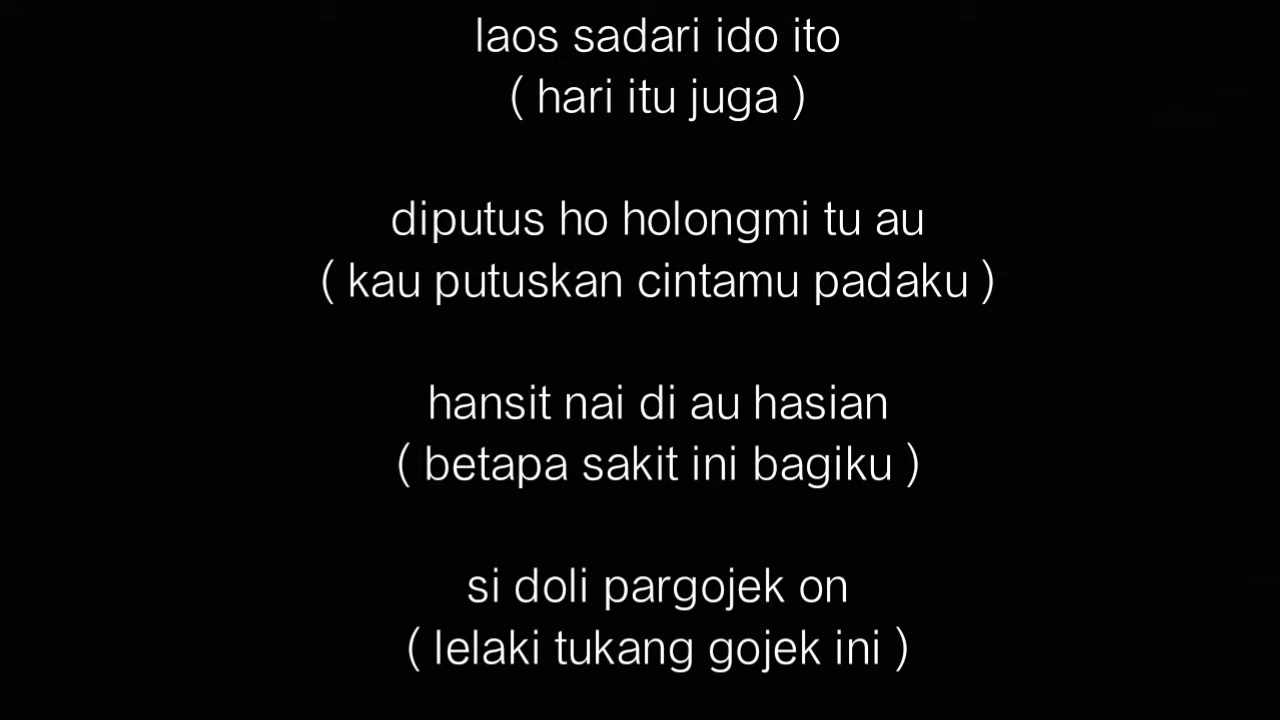 laos sadari ido ito
( hari itu juga )
diputus ho holongmi tu au
( kau putuskan cintamu padaku )
hansit nai di au hasian
( betapa sakit ini bagiku )
si doli pargojek on
( lelaki tukang gojek ini )